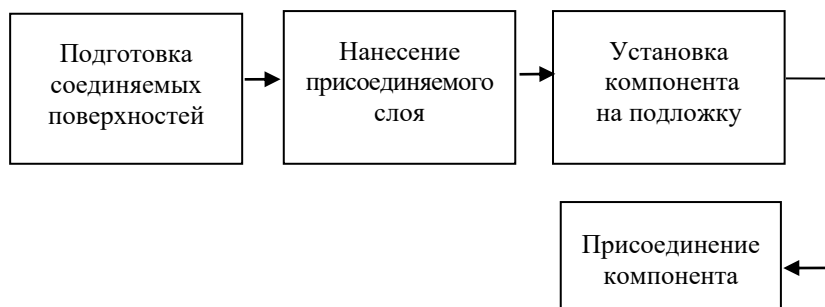 Подготовка
соединяемых
поверхностей
Нанесение
присоединяемого
слоя
Установка
компонента
на подложку
Присоединение
компонента